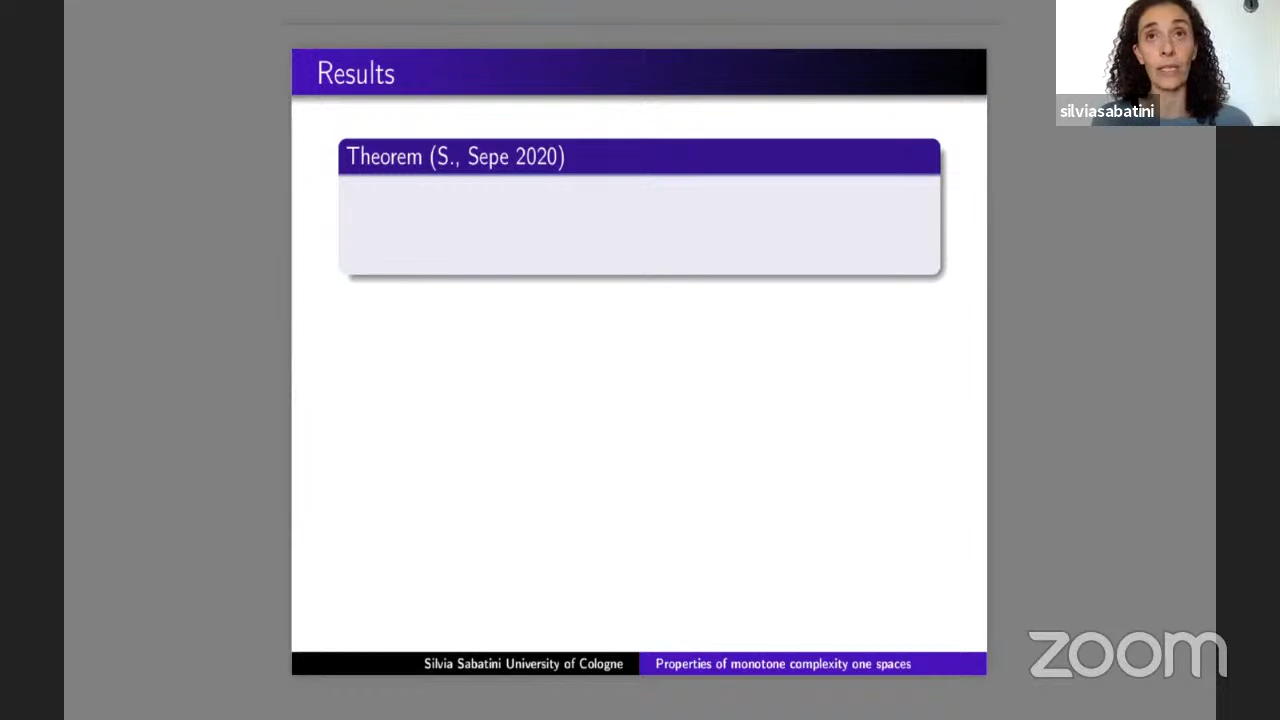 Results
silviasabatini
Theorem (S., Sepe 2020)
Silvia Sabatini University of Cologne
Properties of monotone complexity one spaces
zoom